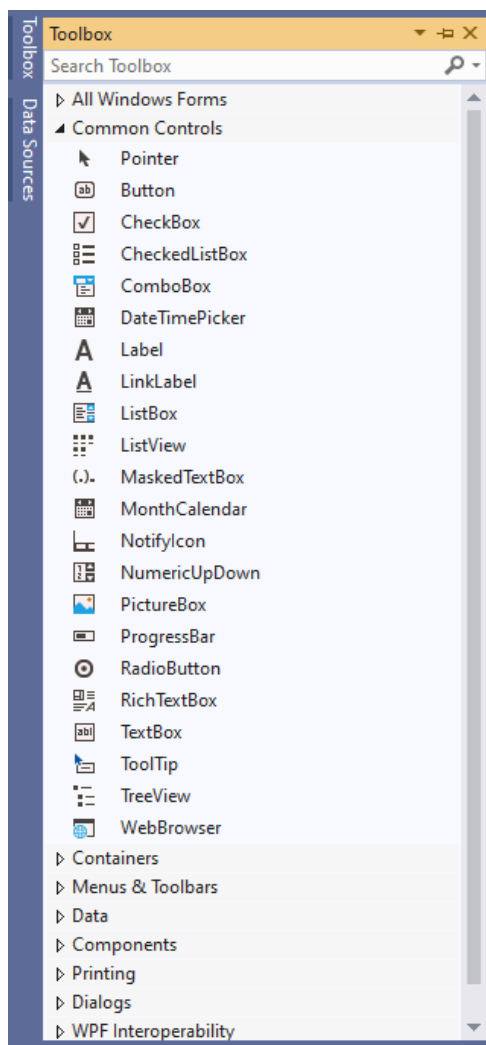 Toolbox
Data Sources
Toolbox
Search Toolbox
All Windows Forms
Common Controls
Pointer
Button
CheckBox
CheckedListBox
ComboBox
DateTimePicker
Label
LinkLabel
ListBox
ListView
MaskedTextBox
MonthCalendar
NotifyIcon
NumericUpDown
PictureBox
ProgressBar
RadioButton
RichTextBox
TextBox
ToolTip
TreeView
WebBrowser
Containers
Menus & Toolbars
Data
Components
Printing
Dialogs
WPF Interoperability